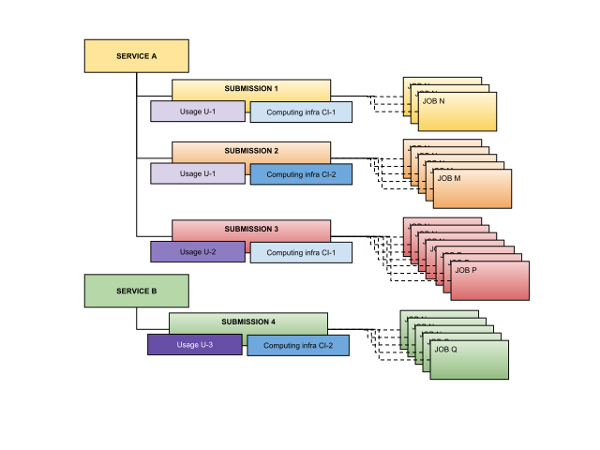 SERVICE A
SUBMISSION 1
Usage U-1
Computing infra CI-1
JOB N
SUBMISSION 2
Usage U-1
Computing infra CI-2
JOB M
SUBMISSION 3
Usage U-2
Computing infra CI-1
JOB P
SERVICE B
SUBMISSION 4
Usage U-3
Computing infra CI-2
JOB Q